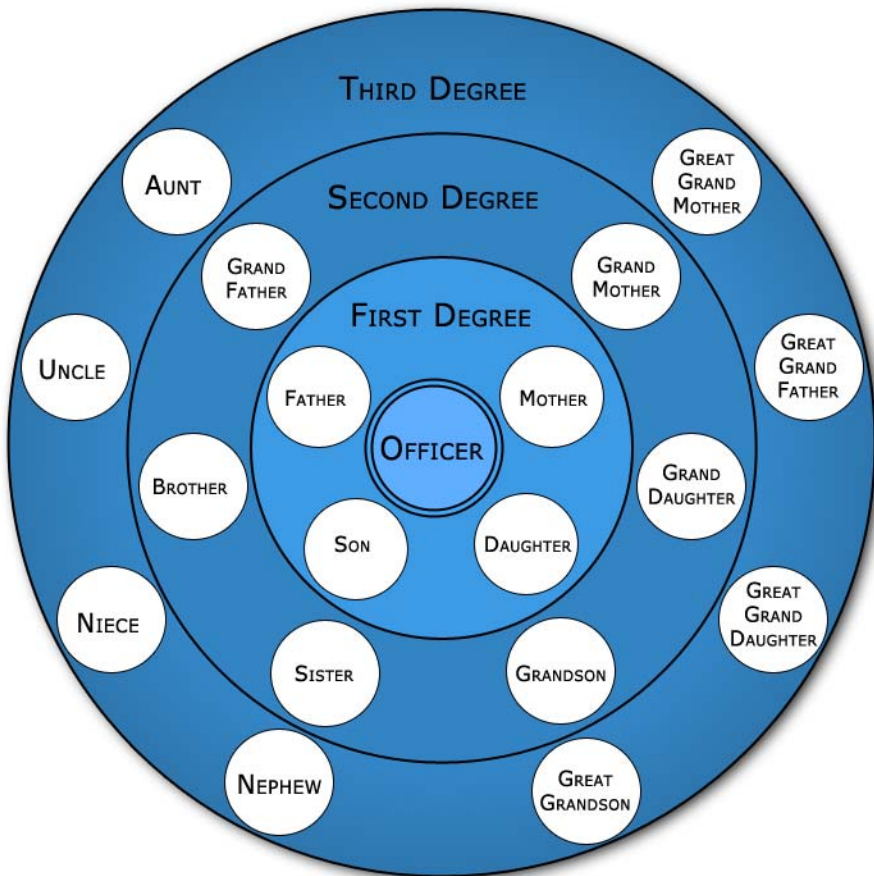 Third Degree
Aunt
Great
Grand
Mother
Second Degree
Grand
Father
Grand
Mother
First Degree
Uncle
Great
Grand
Father
Father
Mother
Officer
Brother
Grand
Daughter
Son
Daughter
Niece
Great
Grand
Daughter
Sister
Grandson
Nephew
Great
Grandson